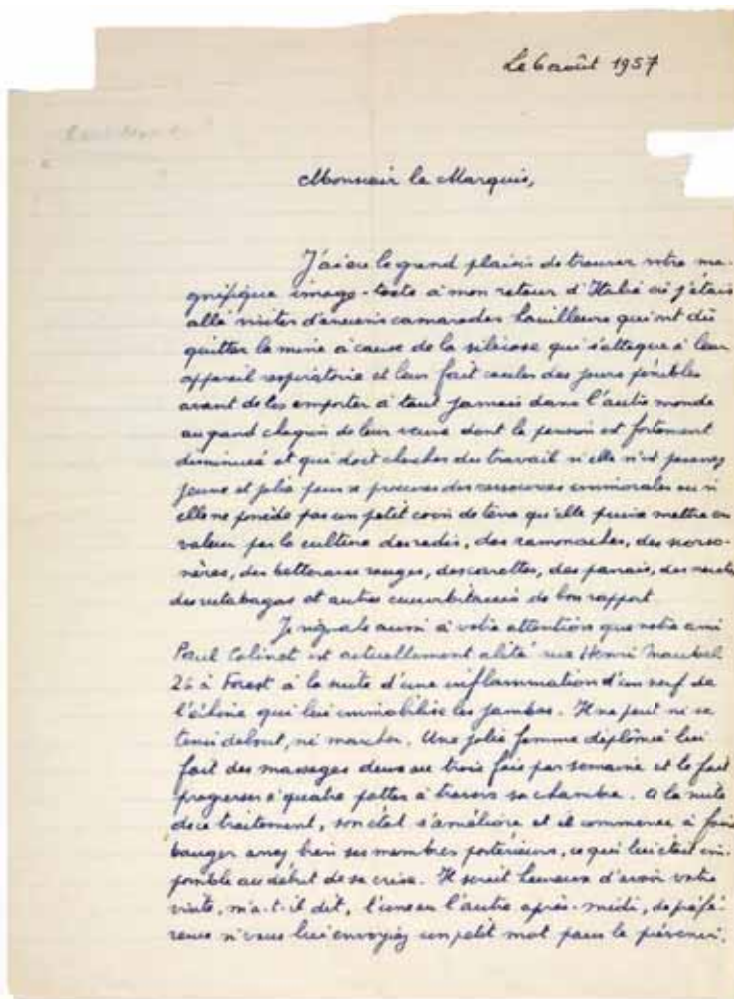 Le 6 août 1957
Monsieur le Marquis,
J'ai eu le grand plaisir de trouver votre ma-
gnifique image-texte à mon retour d'Italie où j'étais
allé visiter d'anciens camarades houilleurs qui ont dû
quitter la mine à cause de la silicose qui s'attaque à leur
appareil respiratoire et leur fait couler des jours pénibles
avant de les emporter à tout jamais dans l'autre monde
au grand chagrin de leur veuve dont la pension est fortement
diminuée et qui doit chercher du travail si elle n'est
jeune et jolie pour se procurer des ressources immorales ou si
elle ne possède pas un petit coin de terre qu'elle puisse mettre en
valeur par la culture des radis, des ramonaches, des scorso-
nères, des betteraves rouges, des carottes, des panais, des navets,
des rutabagas et autres cucurbitacées de bon rapport
Je signale aussi à votre attention que notre ami
Paul Colinet est actuellement alité rue Henri Maubel
26 à Forest à la suite d'une inflammation d'un nerf de
l'échine qui lui immobilise les jambes. Il ne peut ni se
tenir debout, ni marcher. Une jolie femme diplômée lui
fait des massages deux ou trois fois par semaine et le fait
progresser à quatre pattes à travers sa chambre. A la suite
de ce traitement, son état s'améliore et il commence à faire
bouger assez bien ses membres postérieurs, ce qui lui était im-
possible au début de sa crise. Il serait heureux d'avoir votre
visite, m'a-t-il dit, l'une ou l'autre après-midi, de préfé-
rence si vous lui envoyiez un petit mot pour le prévenir.